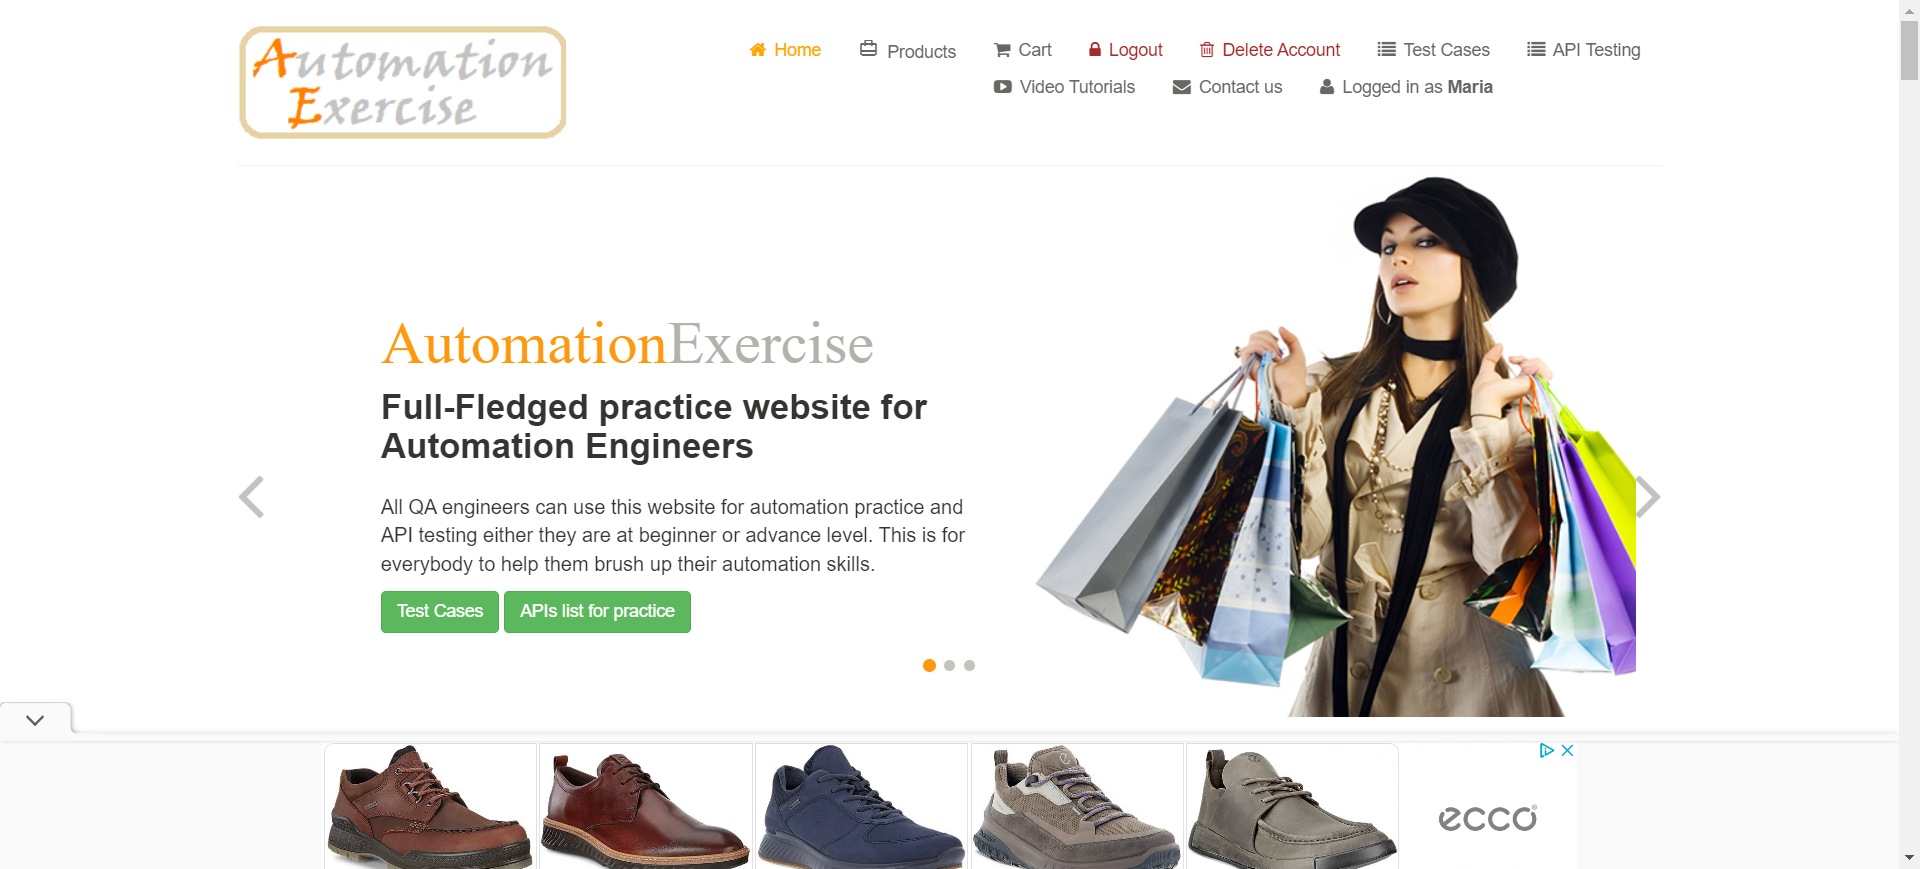 Automation
Exercise
Home Products Cart Logout Delete Account Test Cases API Testing
Video Tutorials Contact us Logged in as Maria
AutomationExercise
Full-Fledged practice website for
Automation Engineers
All QA engineers can use this website for automation practice and
API testing either they are at beginner or advance level. This is for
everybody to help them brush up their automation skills.
Test Cases APIs list for practice
ecco